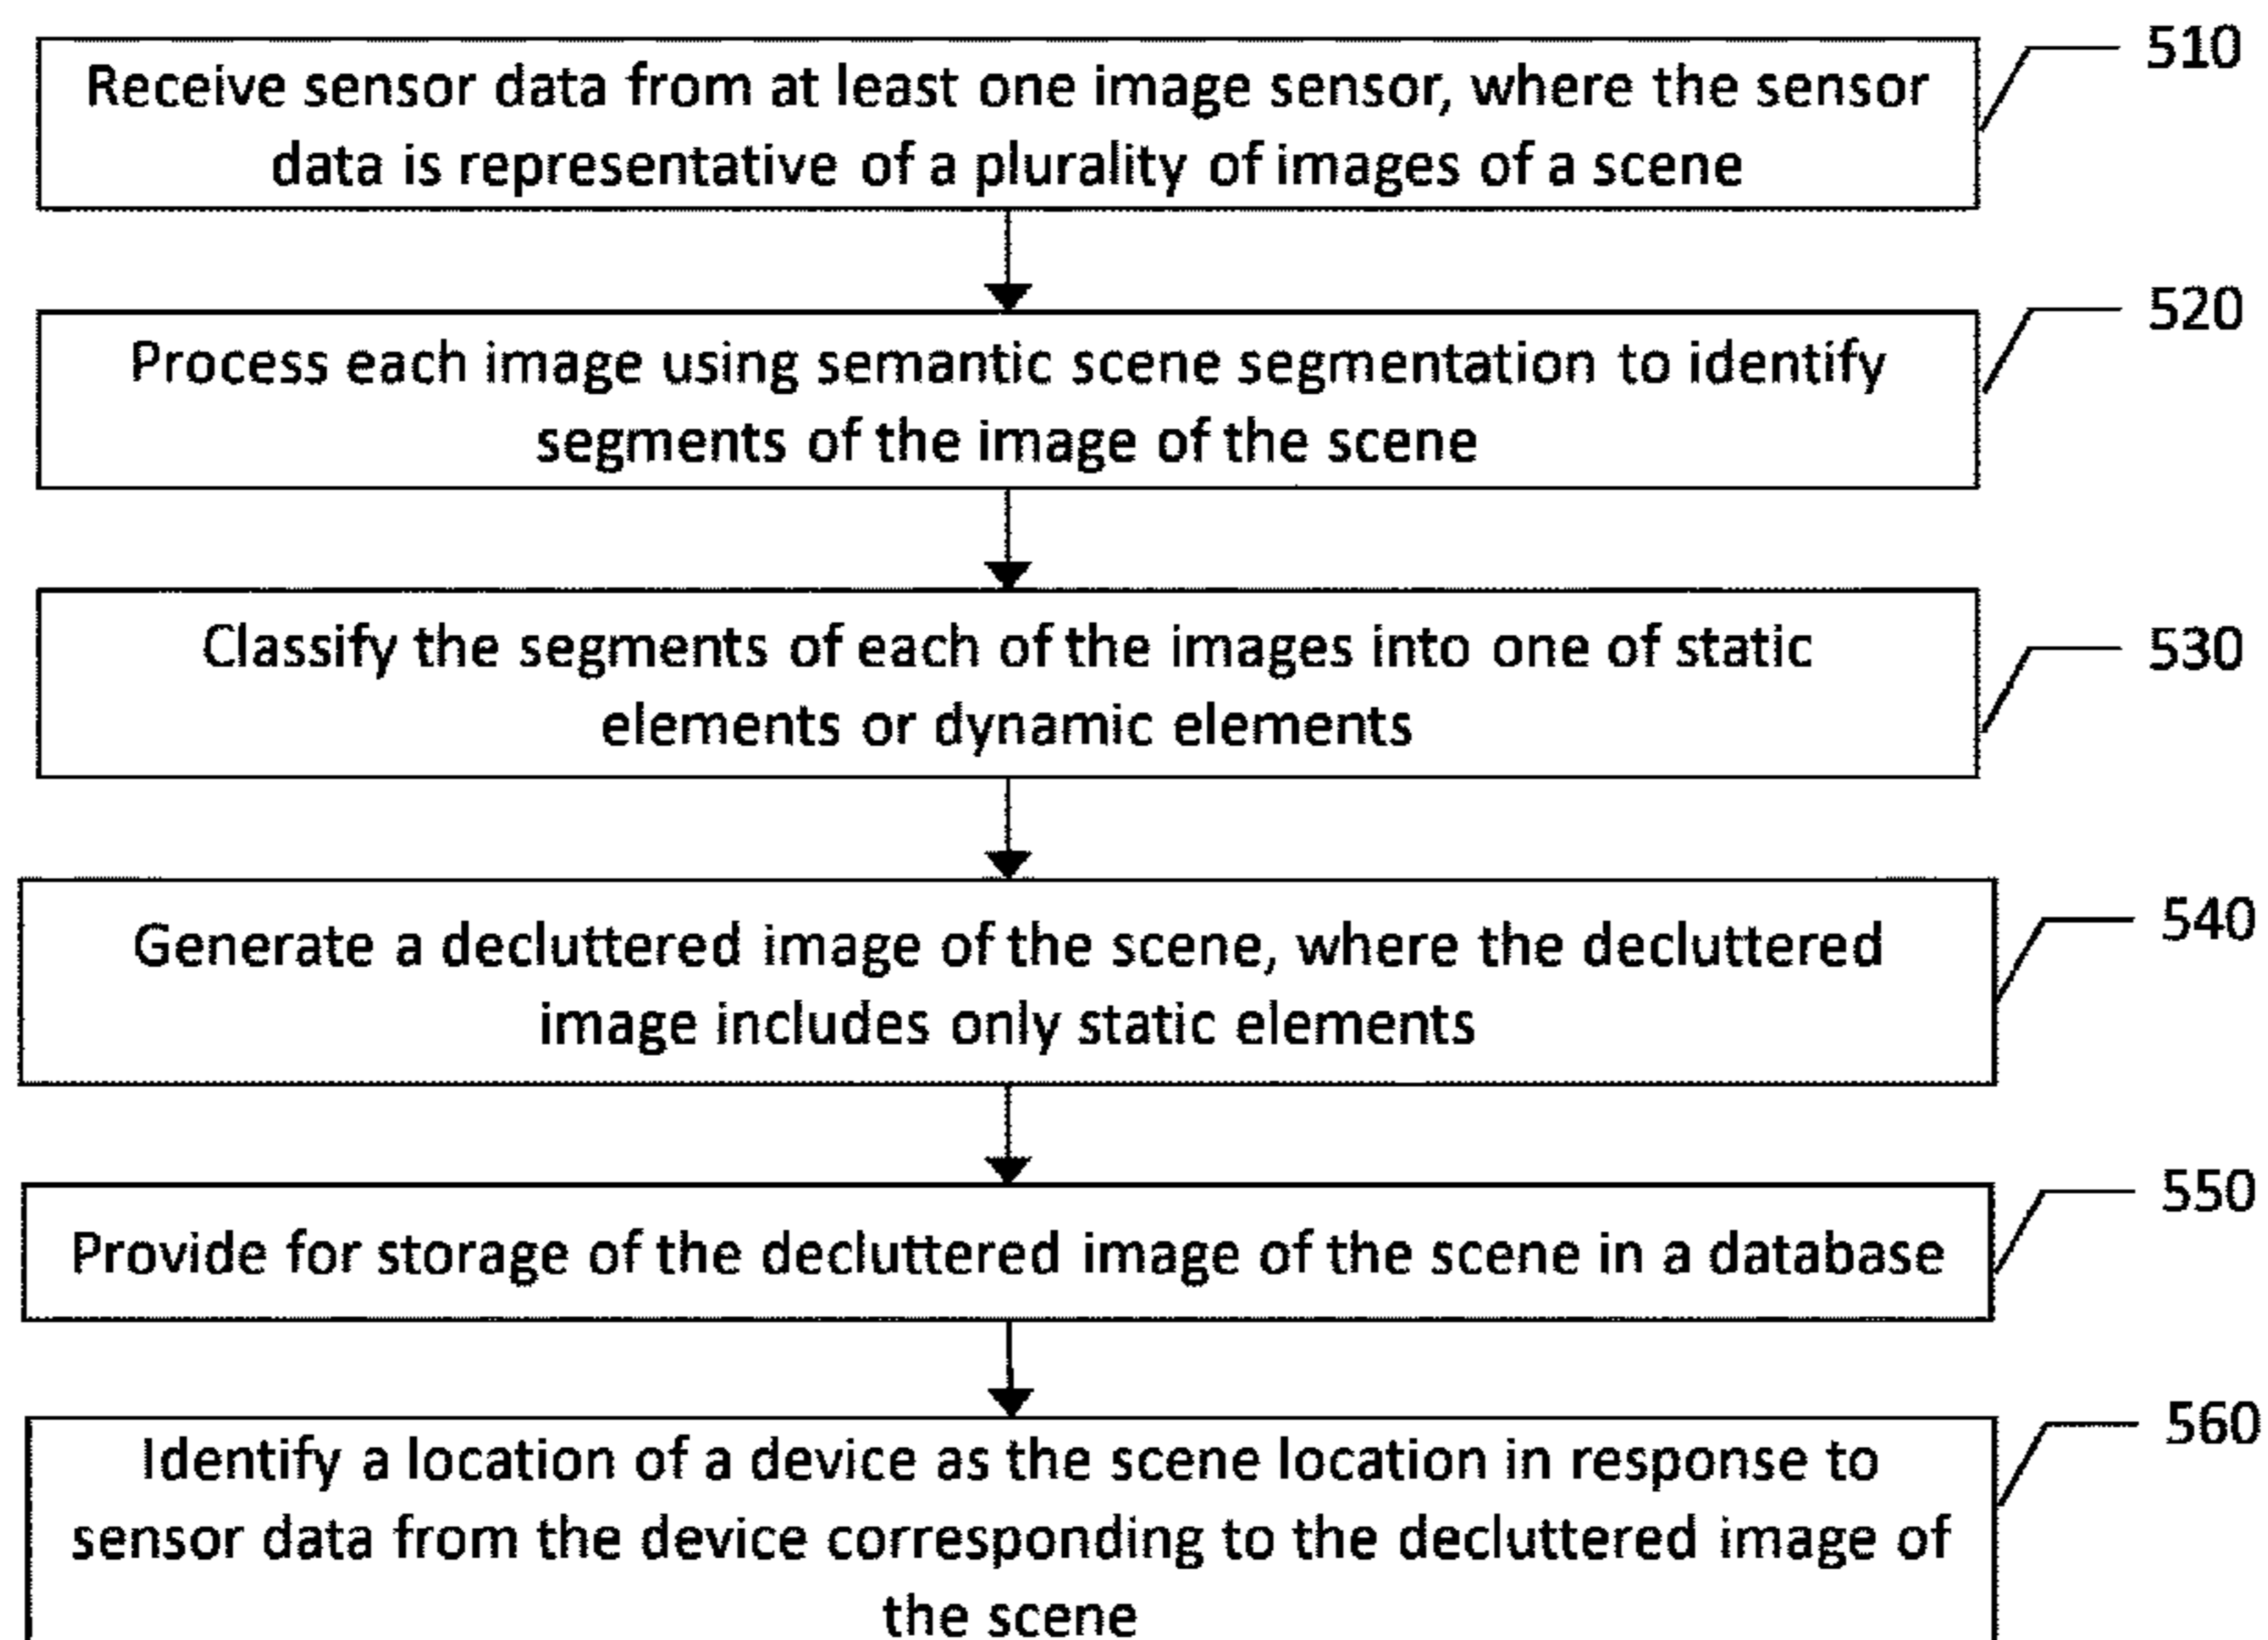 Receive sensor data from at least one image sensor, where the sensor
data is representative of a plurality of images of a scene
510
Process each image using semantic scene segmentation to identify
segments of the image of the scene
520
Classify the segments of each of the images into one of static
elements or dynamic elements
530
Generate a decluttered image of the scene, where the decluttered
image includes only static elements
540
Provide for storage of the decluttered image of the scene in a database
550
Identify a location of a device as the scene location in response to
sensor data from the device corresponding to the decluttered image of
the scene
560